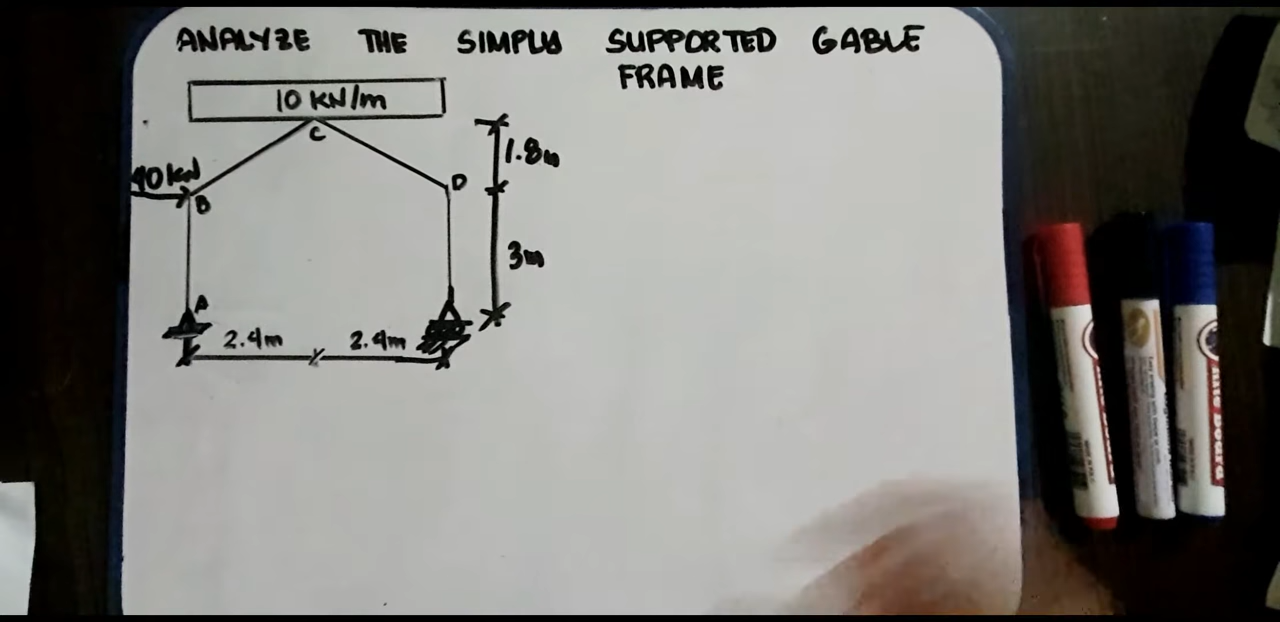 ANALYZE THE SIMPLY SUPPORTED GABLE
FRAME
10 KN/m
C
1.8m
40 kN
B
D
3m
A
2.4m
2.4m